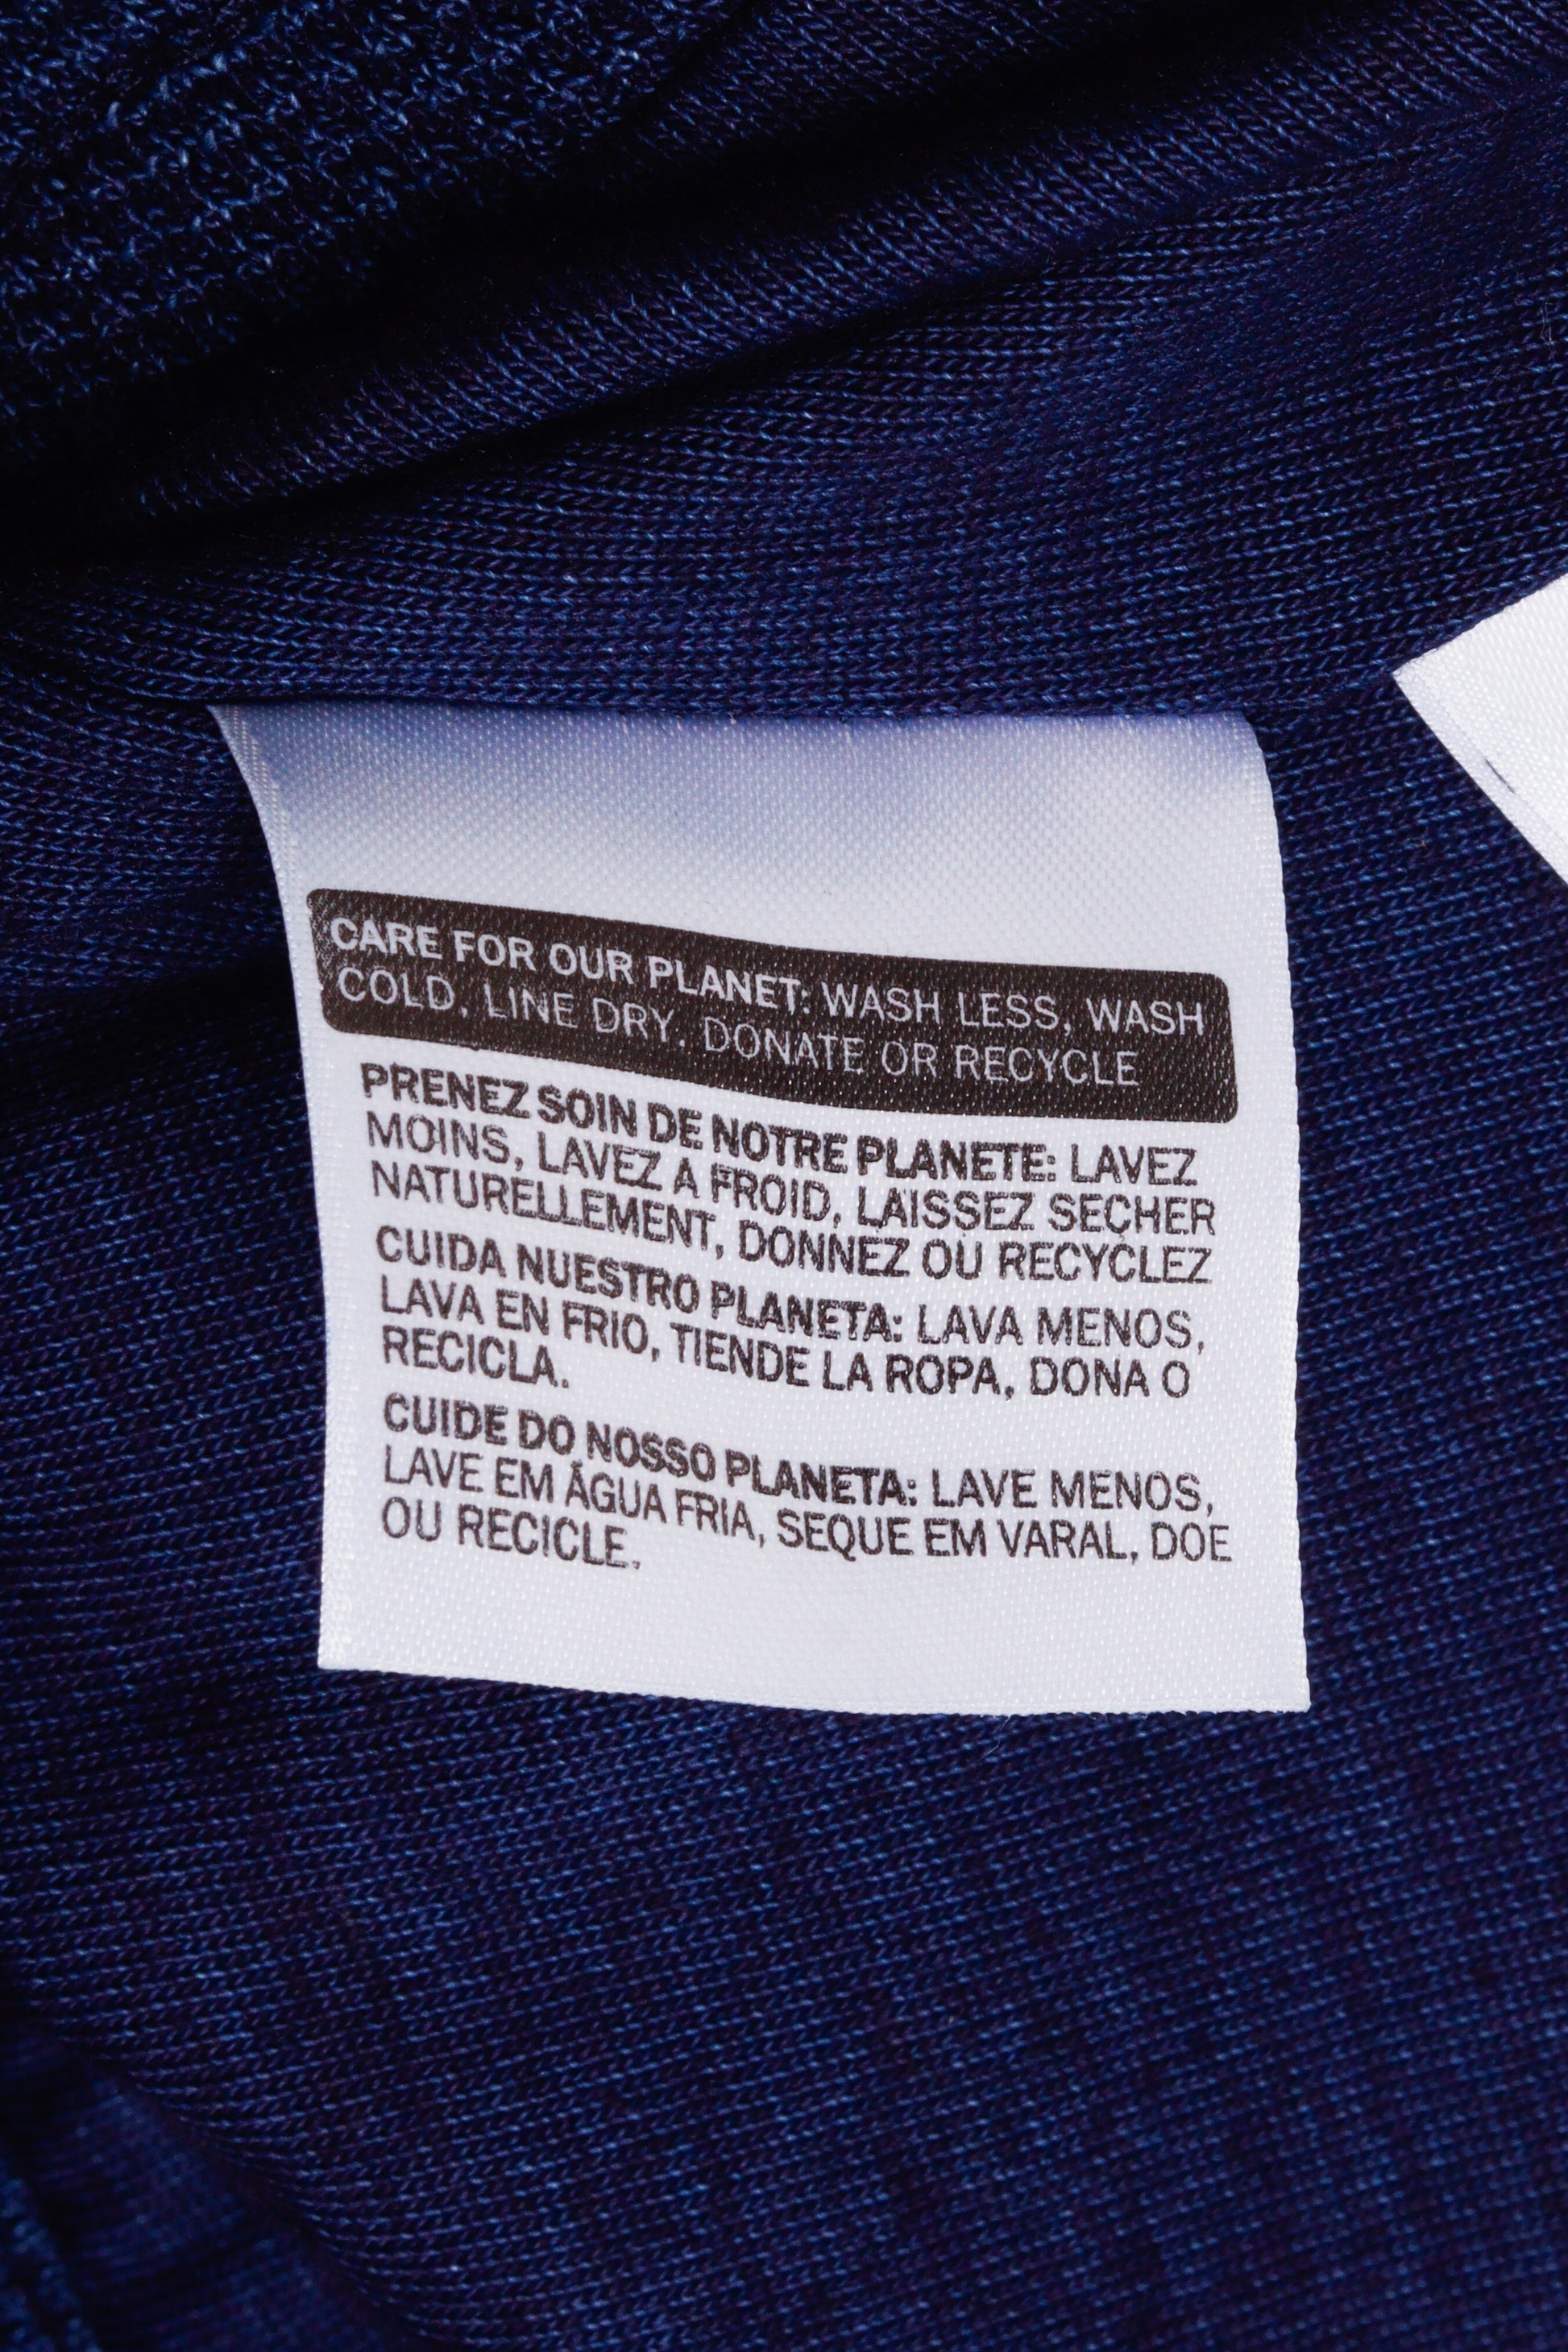 CARE FOR OUR PLANET: WASH LESS, WASH
COLD, LINE DRY, DONATE OR RECYCLE
PRENEZ SOIN DE NOTRE PLANETE: LAVEZ
MOINS, LAVEZ A FROID, LAISSEZ SECHER
NATURELLEMENT, DONNEZ OU RECYCLEZ
CUIDA NUESTRO PLANETA: LAVA MENOS,
LAVA EN FRIO, TIENDE LA ROPA, DONA O
RECICLA.
CUIDE DO NOSSO PLANETA: LAVE MENOS,
LAVE EM ÁGUA FRIA, SEQUE EM VARAL, DOE
OU RECICLE.